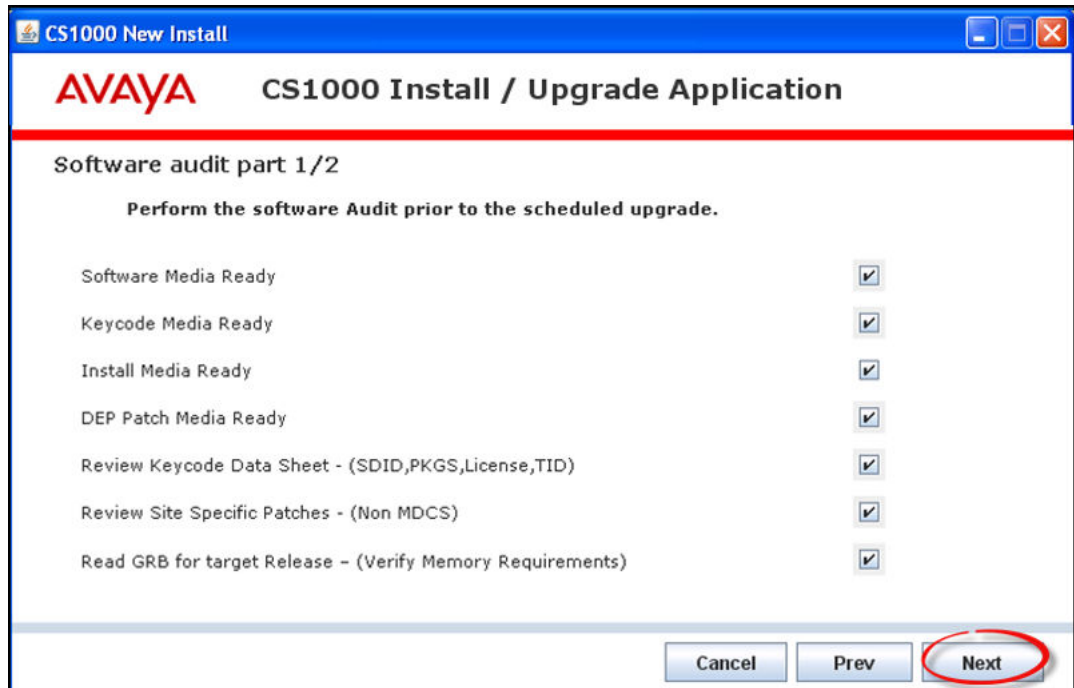 CS1000 New Install
AVAYA CS1000 Install / Upgrade Application
Software audit part 1/2
Perform the software Audit prior to the scheduled upgrade.
Software Media Ready
Keycode Media Ready
Install Media Ready
DEP Patch Media Ready
Review Keycode Data Sheet - (SDID,PKGS,License,TID)
Review Site Specific Patches - (Non MDCS)
Read GRB for target Release – (Verify Memory Requirements)
Cancel Prev Next